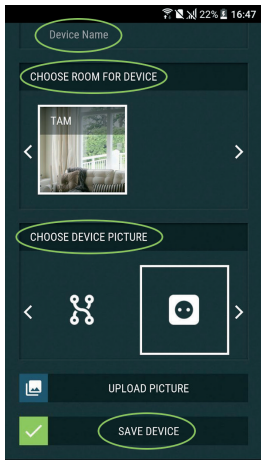 22% 16:47
Device Name
CHOOSE ROOM FOR DEVICE
TAM
CHOOSE DEVICE PICTURE
UPLOAD PICTURE
SAVE DEVICE